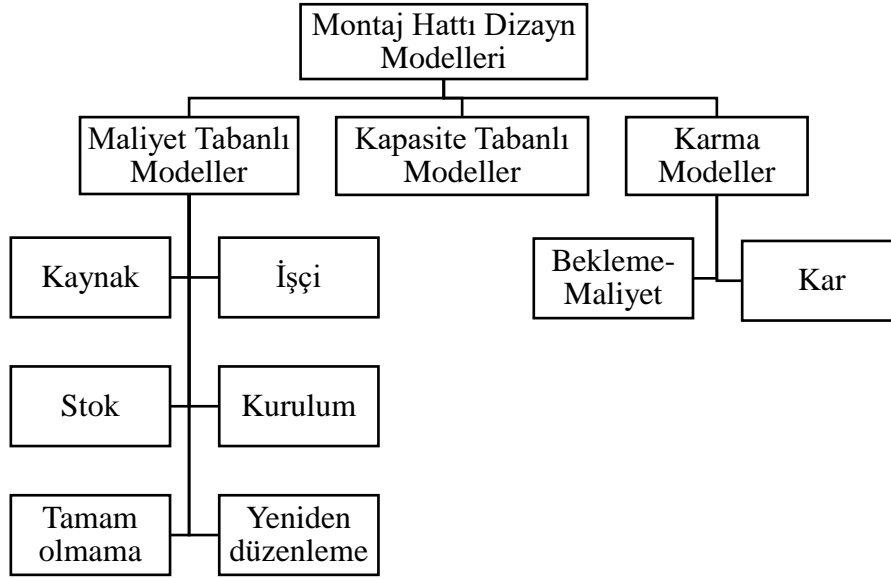 Montaj Hattı Dizayn
Modelleri
Maliyet Tabanlı
Modeller
Kapasite Tabanlı
Modeller
Karma
Modeller
Kaynak
İşçi
Bekleme-
Maliyet
Kar
Stok
Kurulum
Tamam
olmama
Yeniden
düzenleme